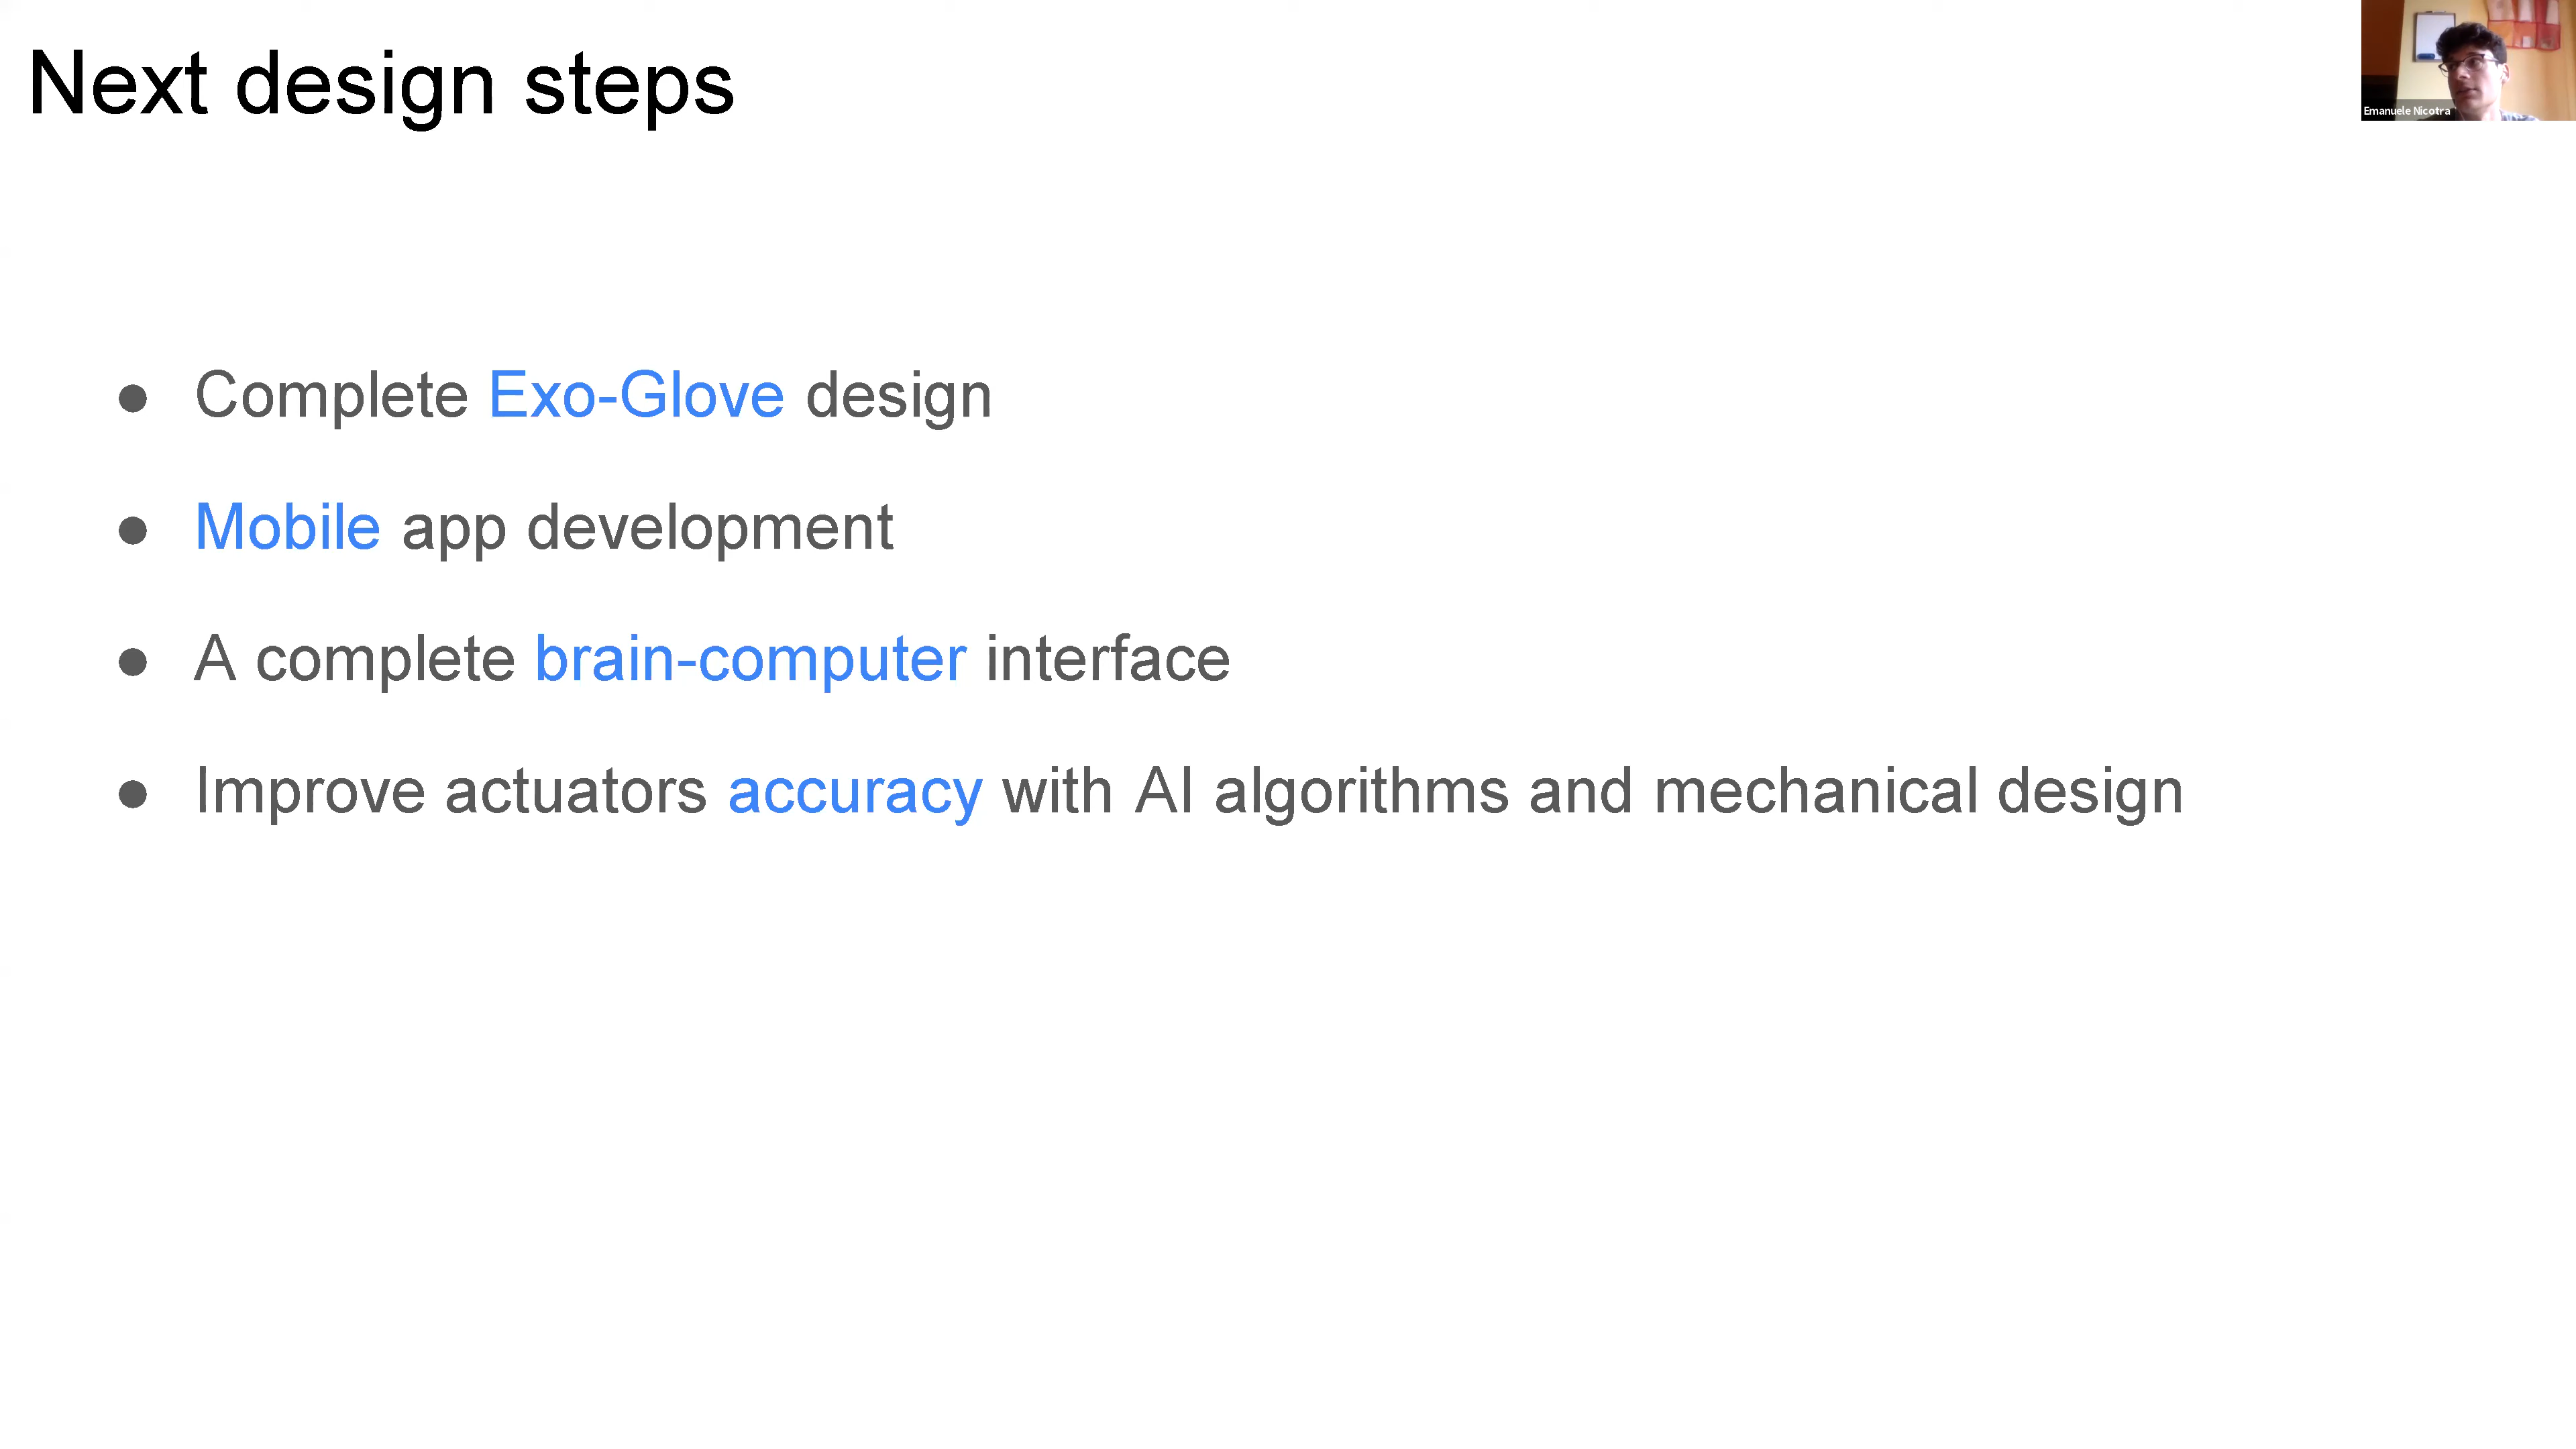 Next design steps
Emanuele Nicotra
● Complete Exo-Glove design
● Mobile app development
● A complete brain-computer interface
● Improve actuators accuracy with AI algorithms and mechanical design